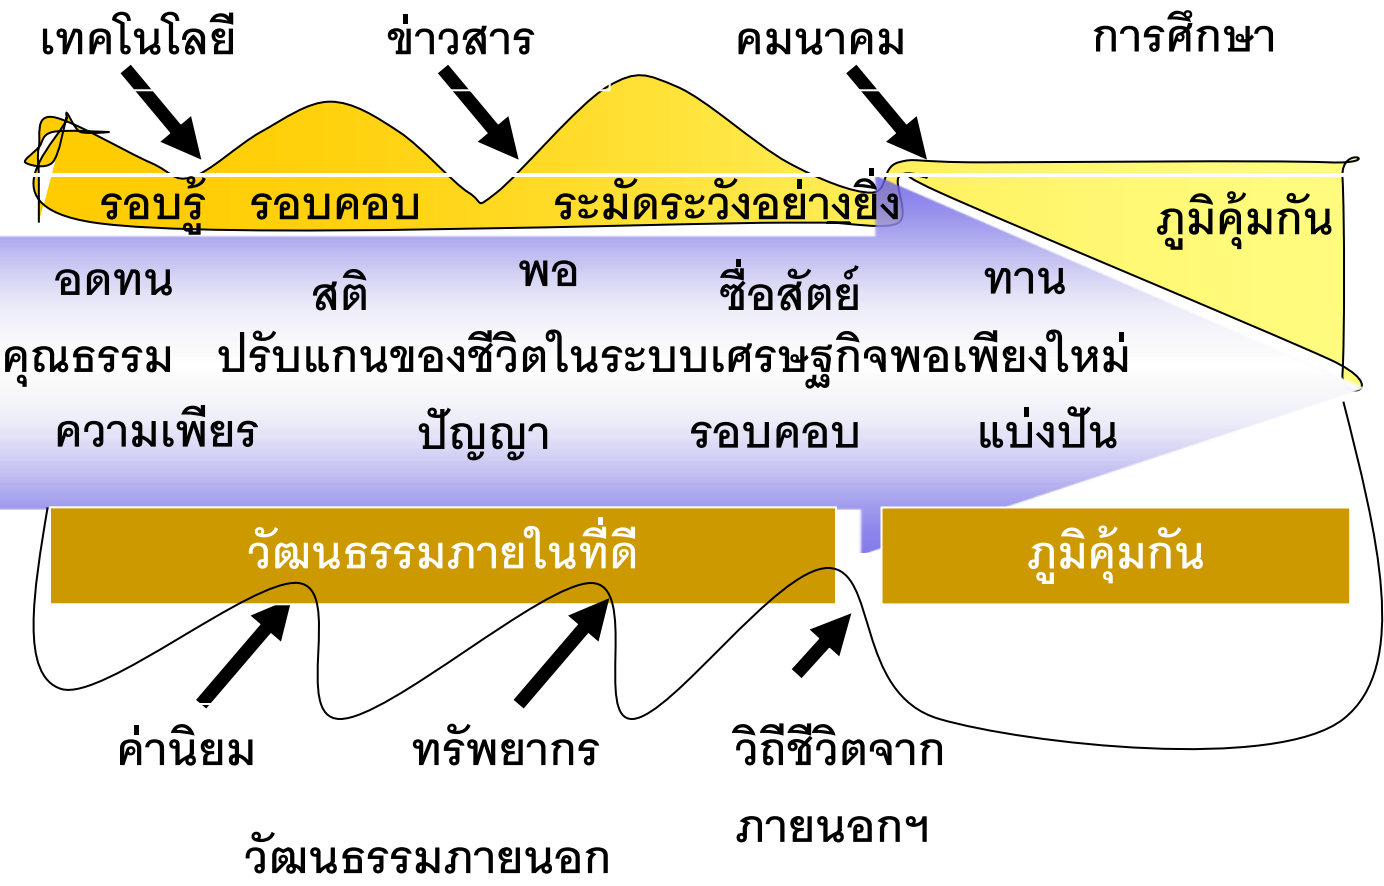 เทคโนโลยี ข่าวสาร คมนาคม การศึกษา
รอบรู้ รอบคอบ ระมัดระวังอย่างยิ่ง ภูมิคุ้มกัน
อดทน สติ พอ ซื่อสัตย์ ทาน
คุณธรรม ปรับแกนของชีวิตในระบบเศรษฐกิจพอเพียงใหม่
ความเพียร ปัญญา รอบคอบ แบ่งปัน
วัฒนธรรมภายในที่ดี ภูมิคุ้มกัน
ค่านิยม ทรัพยากร วิถีชีวิตจาก
ภายนอกฯ
วัฒนธรรมภายนอก